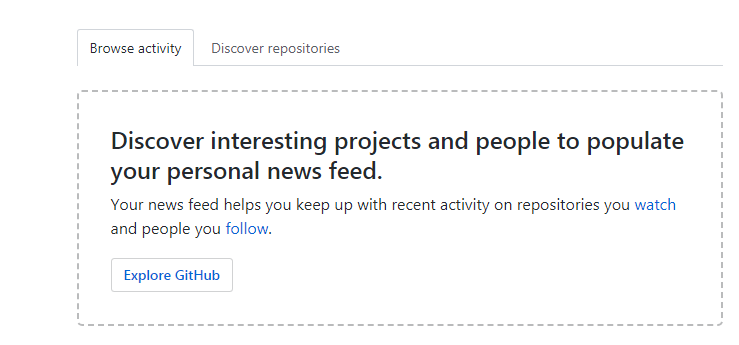 Browse activity Discover repositories
Discover interesting projects and people to populate
your personal news feed.
Your news feed helps you keep up with recent activity on repositories you watch
and people you follow.
Explore GitHub